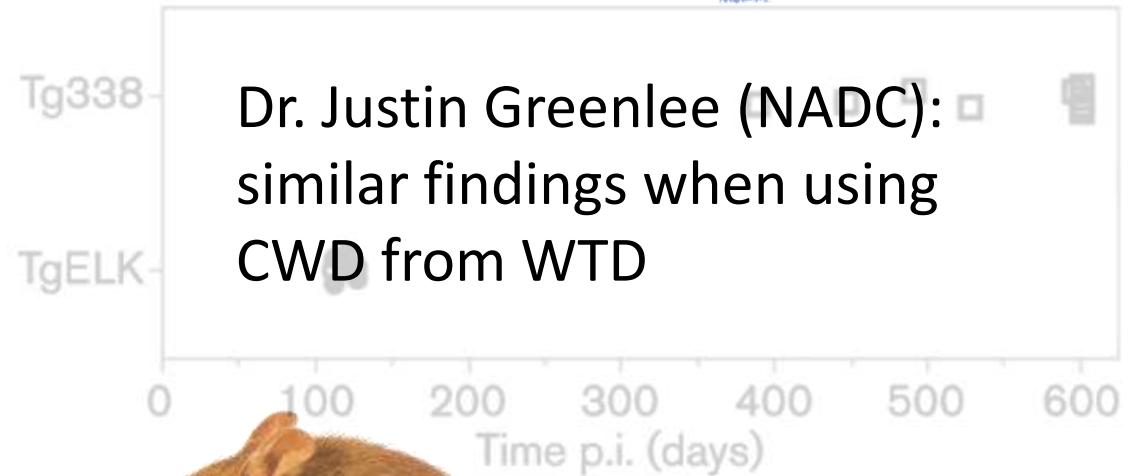 Tg338
Dr. Justin Greenlee (NADC):
similar findings when using
CWD from WTD
TgELK
0 100 200 300 400 500 600
Time p.i. (days)